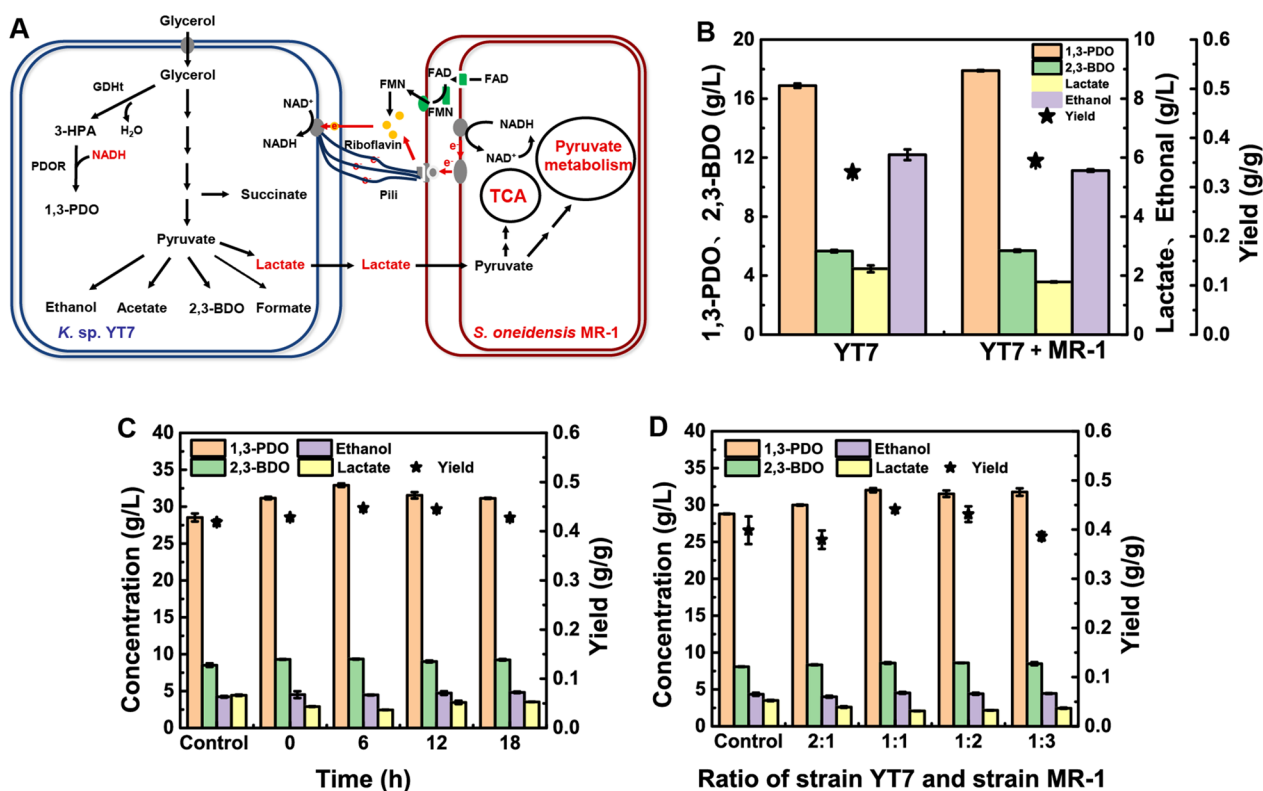 A
Glycerol
Glycerol
GDHt
3-HPA
H₂O
PDOR
NADH
1,3-PDO
Succinate
Pyruvate
Lactate
Ethanol
Acetate
2,3-BDO
Formate
K. sp. YT7
NAD⁺
NADH
e⁻
Riboflavin
e⁻
e⁻
e⁻
Pili
FMN
FAD
FAD
FMN
NADH
NAD⁺
e⁻
e⁻
TCA
Pyruvate
metabolism
Lactate
Pyruvate
S. oneidensis MR-1
B
1,3-PDO、2,3-BDO (g/L)
20
16
12
8
4
0
YT7
YT7 + MR-1
1,3-PDO
2,3-BDO
Lactate
Ethanol
Yield
10
8
6
4
2
0
Lactate、Ethonal (g/L)
0.6
0.5
0.4
0.3
0.2
0.1
0.0
Yield (g/g)
C
Concentration (g/L)
40
35
30
25
20
15
10
5
0
1,3-PDO
Ethanol
2,3-BDO
Lactate
Yield
0.6
0.5
0.4
0.3
0.2
0.1
0.0
Yield (g/g)
Control
0
6
12
18
Time (h)
D
Concentration (g/L)
40
35
30
25
20
15
10
5
0
1,3-PDO
Ethanol
2,3-BDO
Lactate
Yield
0.6
0.5
0.4
0.3
0.2
0.1
0.0
Yield (g/g)
Control
2:1
1:1
1:2
1:3
Ratio of strain YT7 and strain MR-1